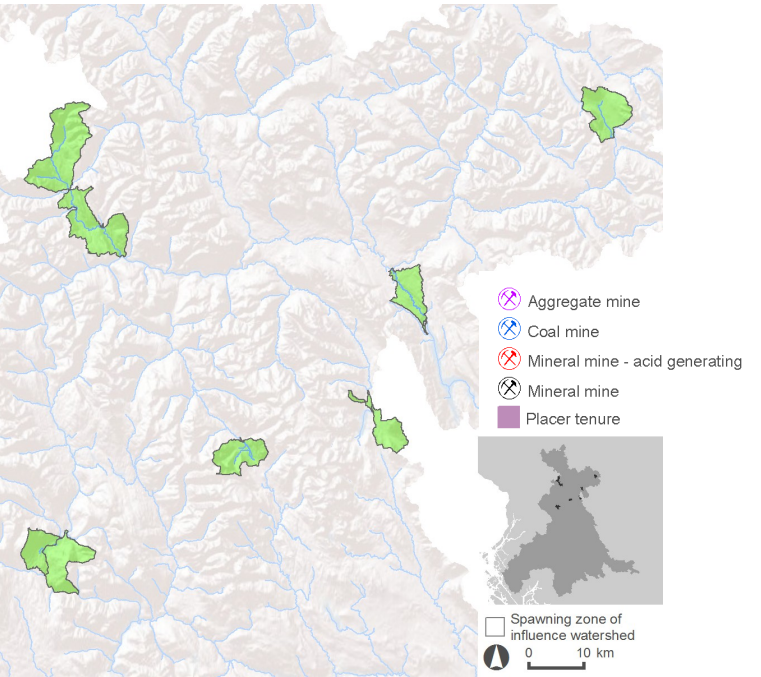 Aggregate mine
Coal mine
Mineral mine - acid generating
Mineral mine
Placer tenure
Spawning zone of
influence watershed
0 10 km